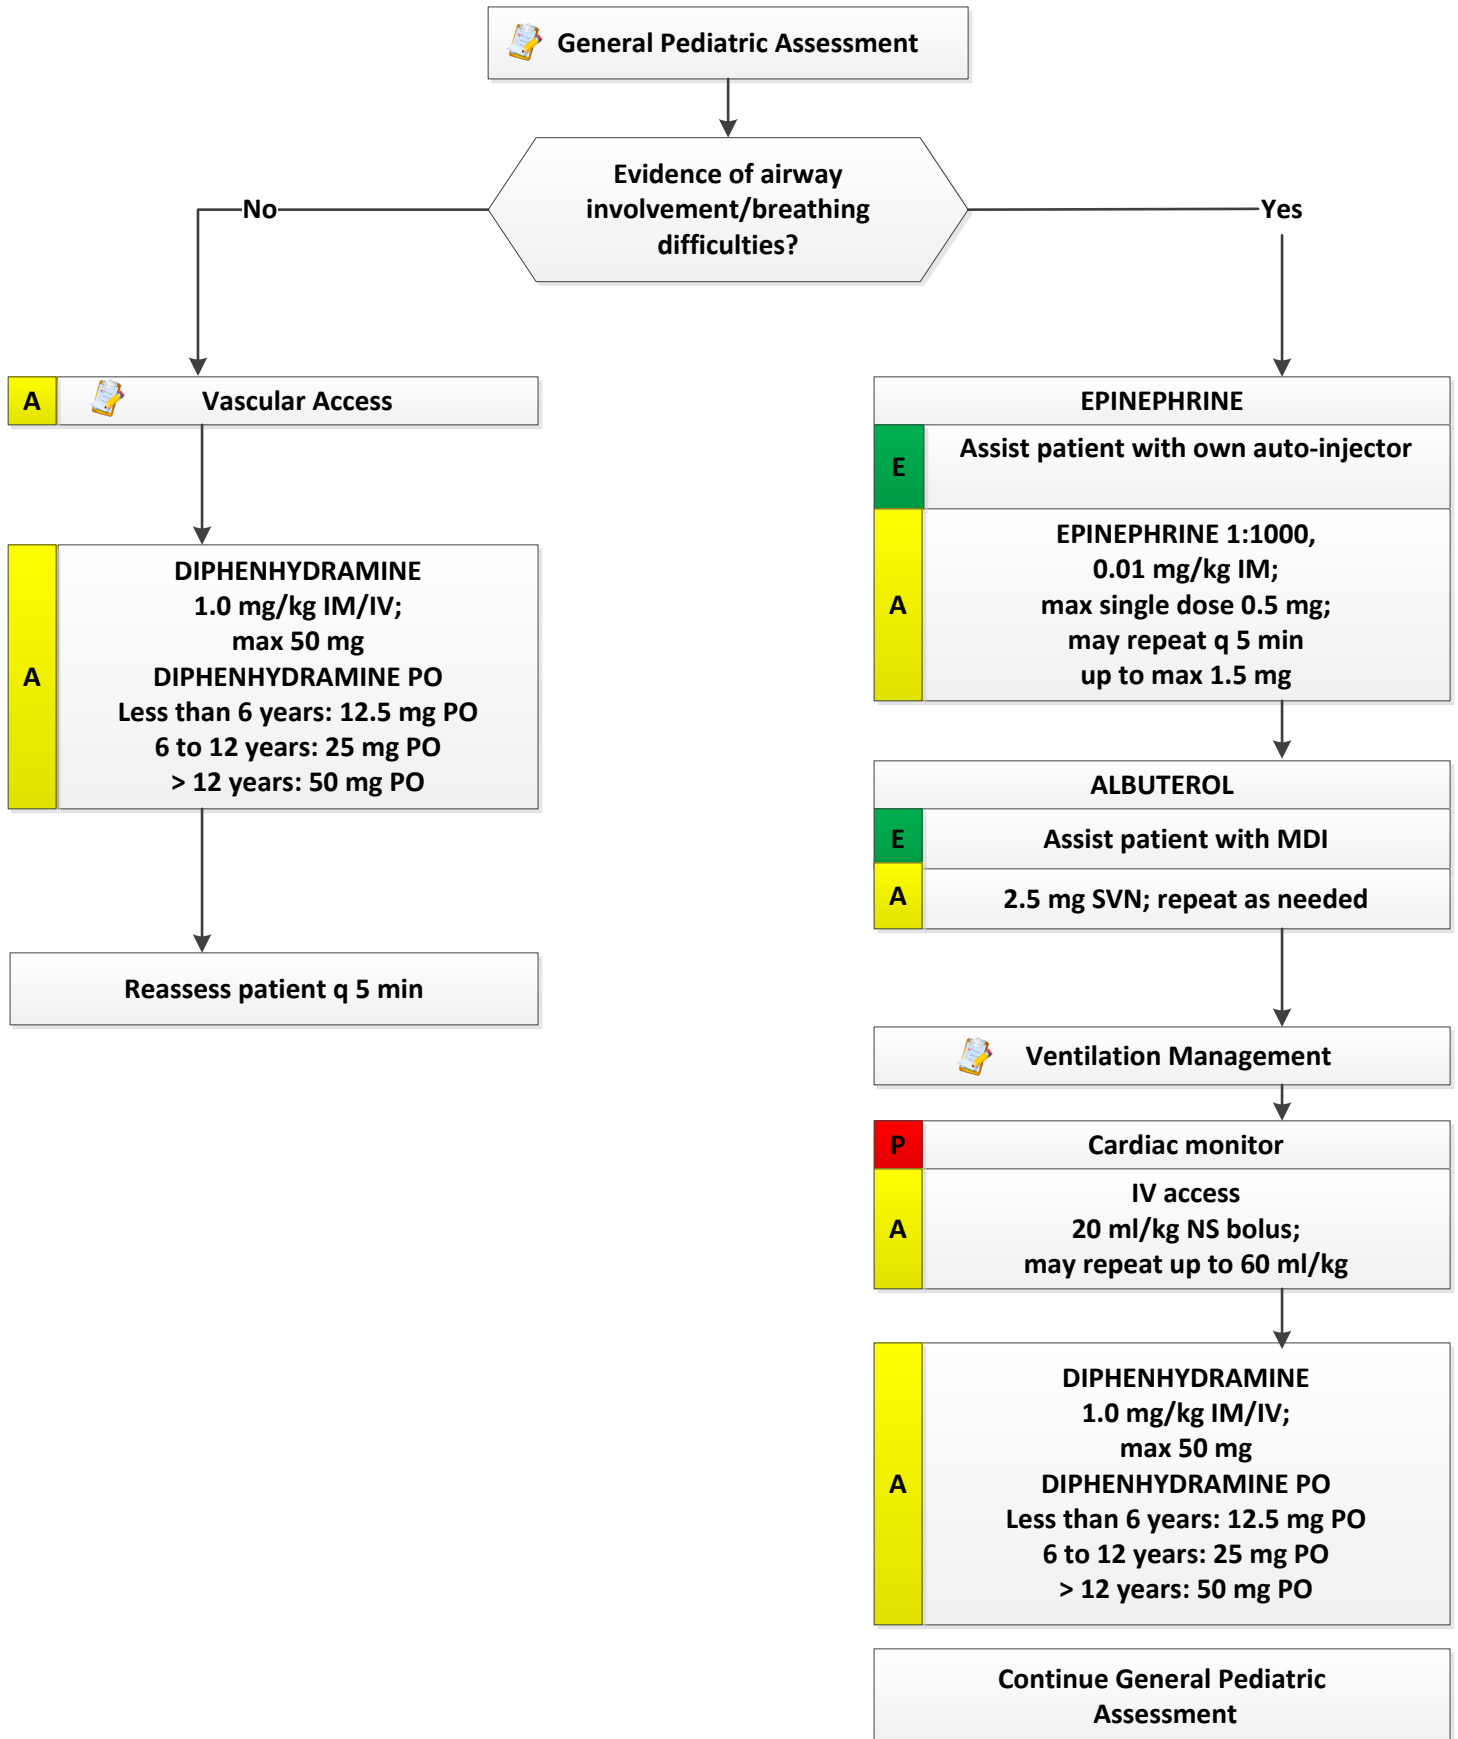 General Pediatric Assessment
Evidence of airway
involvement/breathing
difficulties?
No
Yes
A
Vascular Access
A
DIPHENHYDRAMINE
1.0 mg/kg IM/IV;
max 50 mg
DIPHENHYDRAMINE PO
Less than 6 years: 12.5 mg PO
6 to 12 years: 25 mg PO
> 12 years: 50 mg PO
Reassess patient q 5 min
EPINEPHRINE
E
Assist patient with own auto-injector
A
EPINEPHRINE 1:1000,
0.01 mg/kg IM;
max single dose 0.5 mg;
may repeat q 5 min
up to max 1.5 mg
ALBUTEROL
E
Assist patient with MDI
A
2.5 mg SVN; repeat as needed
Ventilation Management
P
Cardiac monitor
A
IV access
20 ml/kg NS bolus;
may repeat up to 60 ml/kg
A
DIPHENHYDRAMINE
1.0 mg/kg IM/IV;
max 50 mg
DIPHENHYDRAMINE PO
Less than 6 years: 12.5 mg PO
6 to 12 years: 25 mg PO
> 12 years: 50 mg PO
Continue General Pediatric
Assessment